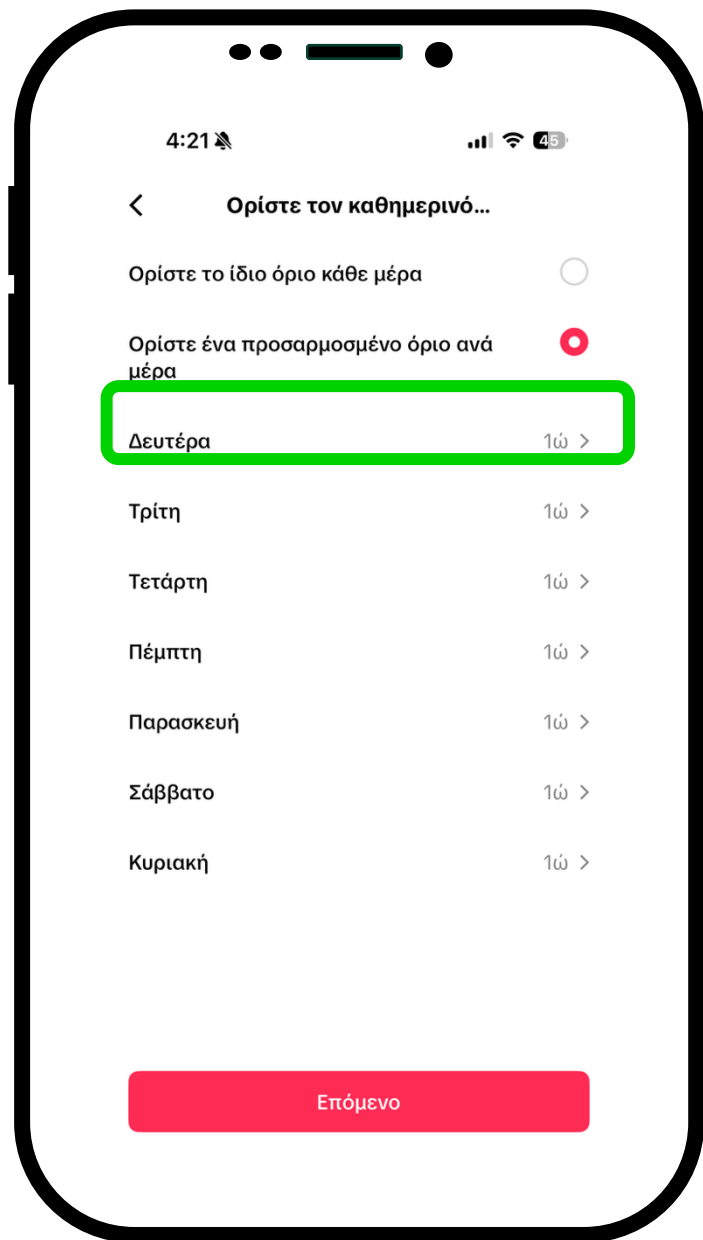 4:21
45
Ορίστε τον καθημερινό...
Ορίστε το ίδιο όριο κάθε μέρα
Ορίστε ένα προσαρμοσμένο όριο ανά
μέρα
Δευτέρα 1ώ
Τρίτη 1ώ
Τετάρτη 1ώ
Πέμπτη 1ώ
Παρασκευή 1ώ
Σάββατο 1ώ
Κυριακή 1ώ
Επόμενο